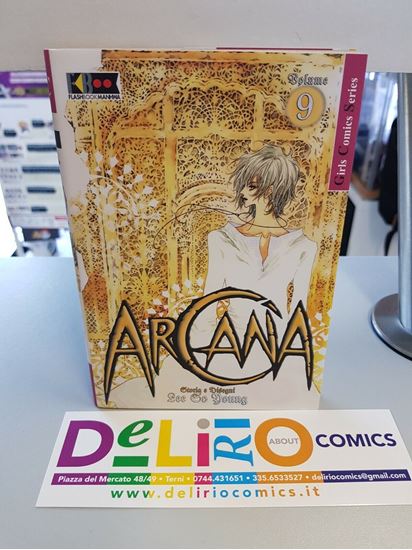 FLASHBOOK MANHWA
Volume
9
Girls Comics Series
ARCANA
Storia e Disegni
Lee So Young
DELIRIO ABOUT COMICS
Piazza del Mercato 48/49 • Terni • 0744.431651 • 335.6533527 • deliriocomics@gmail.com
www.deliriocomics.it